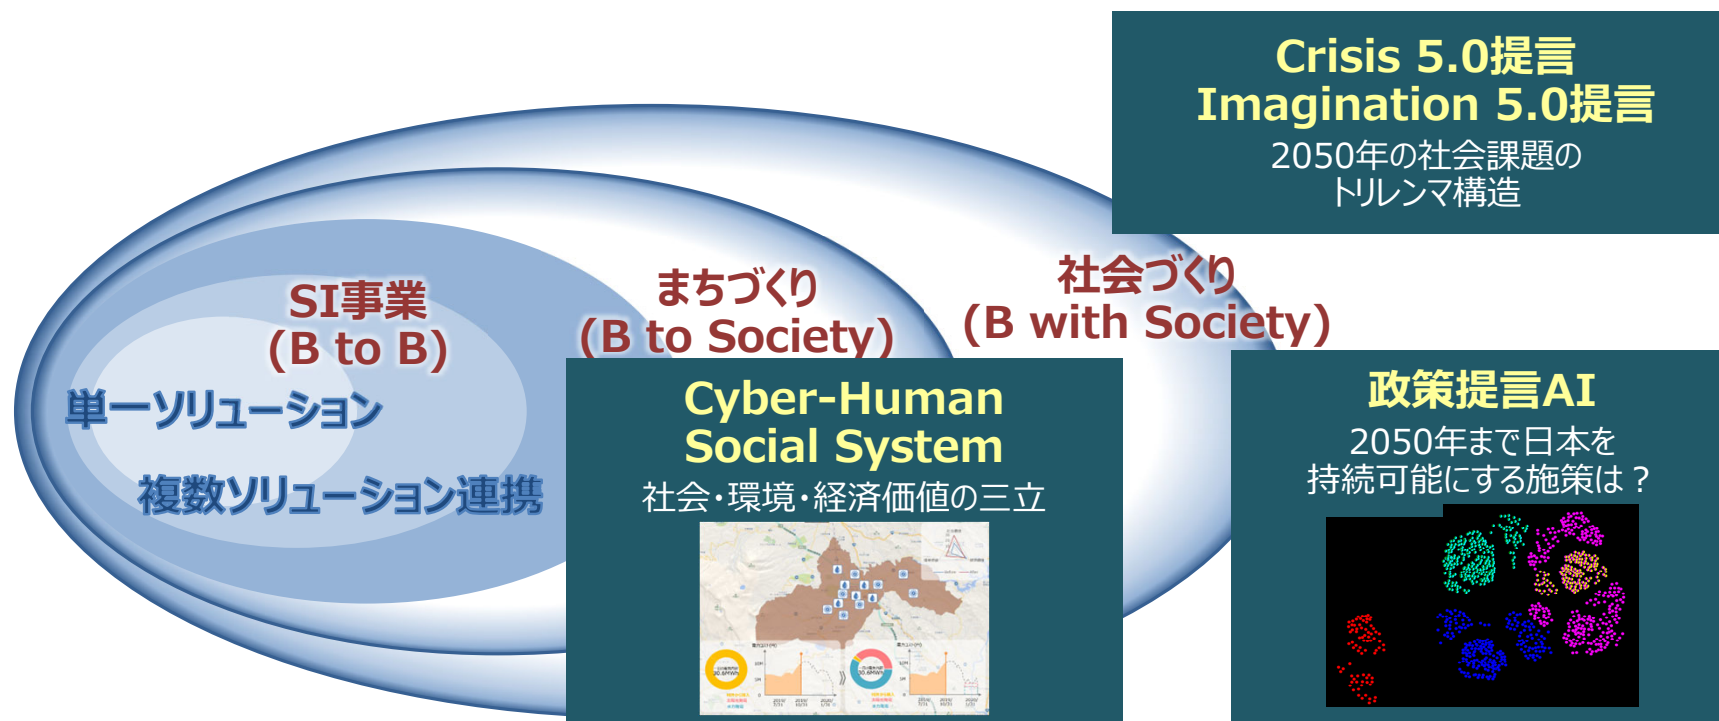 Crisis 5.0提言
Imagination 5.0提言
2050年の社会課題の
トリレンマ構造
SI事業
(B to B)
まちづくり
(B to Society)
社会づくり
(B with Society)
単一ソリューション
複数ソリューション連携
Cyber-Human
Social System
社会・環境・経済価値の三立
政策提言AI
2050年まで日本を
持続可能にする施策は？
30.6MWh
30.6MWh